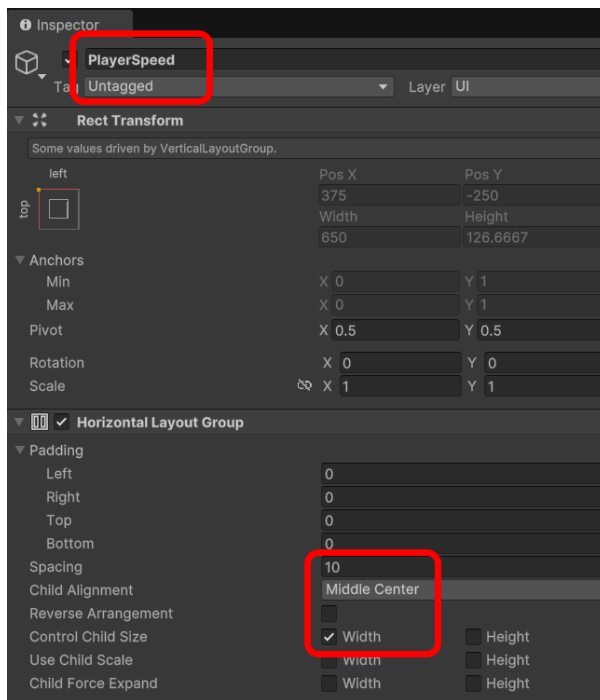 Inspector
PlayerSpeed
Tag Untagged Layer UI
Rect Transform
Some values driven by VerticalLayoutGroup.
left Pos X Pos Y
top 375 -250
Width Height
650 126.6667
Anchors
Min X 0 Y 1
Max X 0 Y 1
Pivot X 0.5 Y 0.5
Rotation X 0 Y 0
Scale X 1 Y 1
Horizontal Layout Group
Padding
Left 0
Right 0
Top 0
Bottom 0
Spacing 10
Child Alignment Middle Center
Reverse Arrangement
Control Child Size Width Height
Use Child Scale Width Height
Child Force Expand Width Height